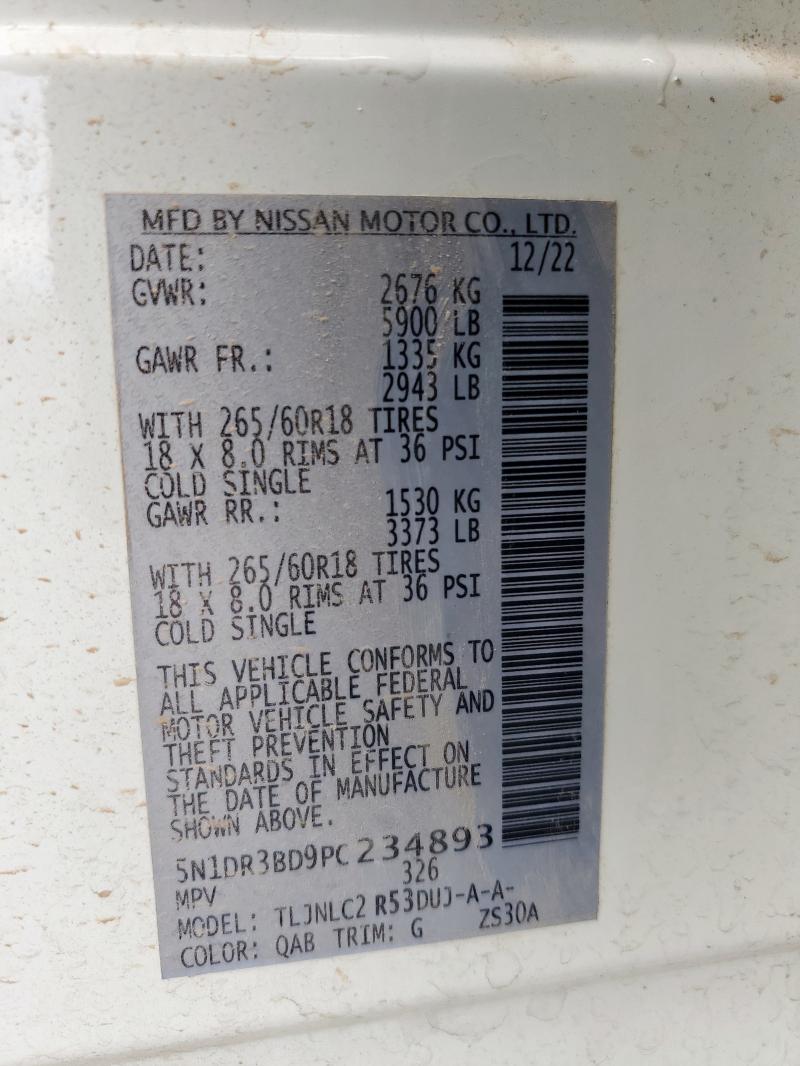 MFD BY NISSAN MOTOR CO., LTD.
DATE: 12/22
GVWR: 2676 KG
5900 LB
GAWR FR.: 1335 KG
2943 LB
WITH 265/60R18 TIRES
18 X 8.0 RIMS AT 36 PSI
COLD SINGLE
GAWR RR.: 1530 KG
3373 LB
WITH 265/60R18 TIRES
18 X 8.0 RIMS AT 36 PSI
COLD SINGLE
THIS VEHICLE CONFORMS TO
ALL APPLICABLE FEDERAL
MOTOR VEHICLE SAFETY AND
THEFT PREVENTION
STANDARDS IN EFFECT ON
THE DATE OF MANUFACTURE
SHOWN ABOVE.
5N1DR3BD9PC234893
326
MPV
MODEL: TLJNLC2 R53DUJ-A-A-
COLOR: QAB TRIM: G ZS30A